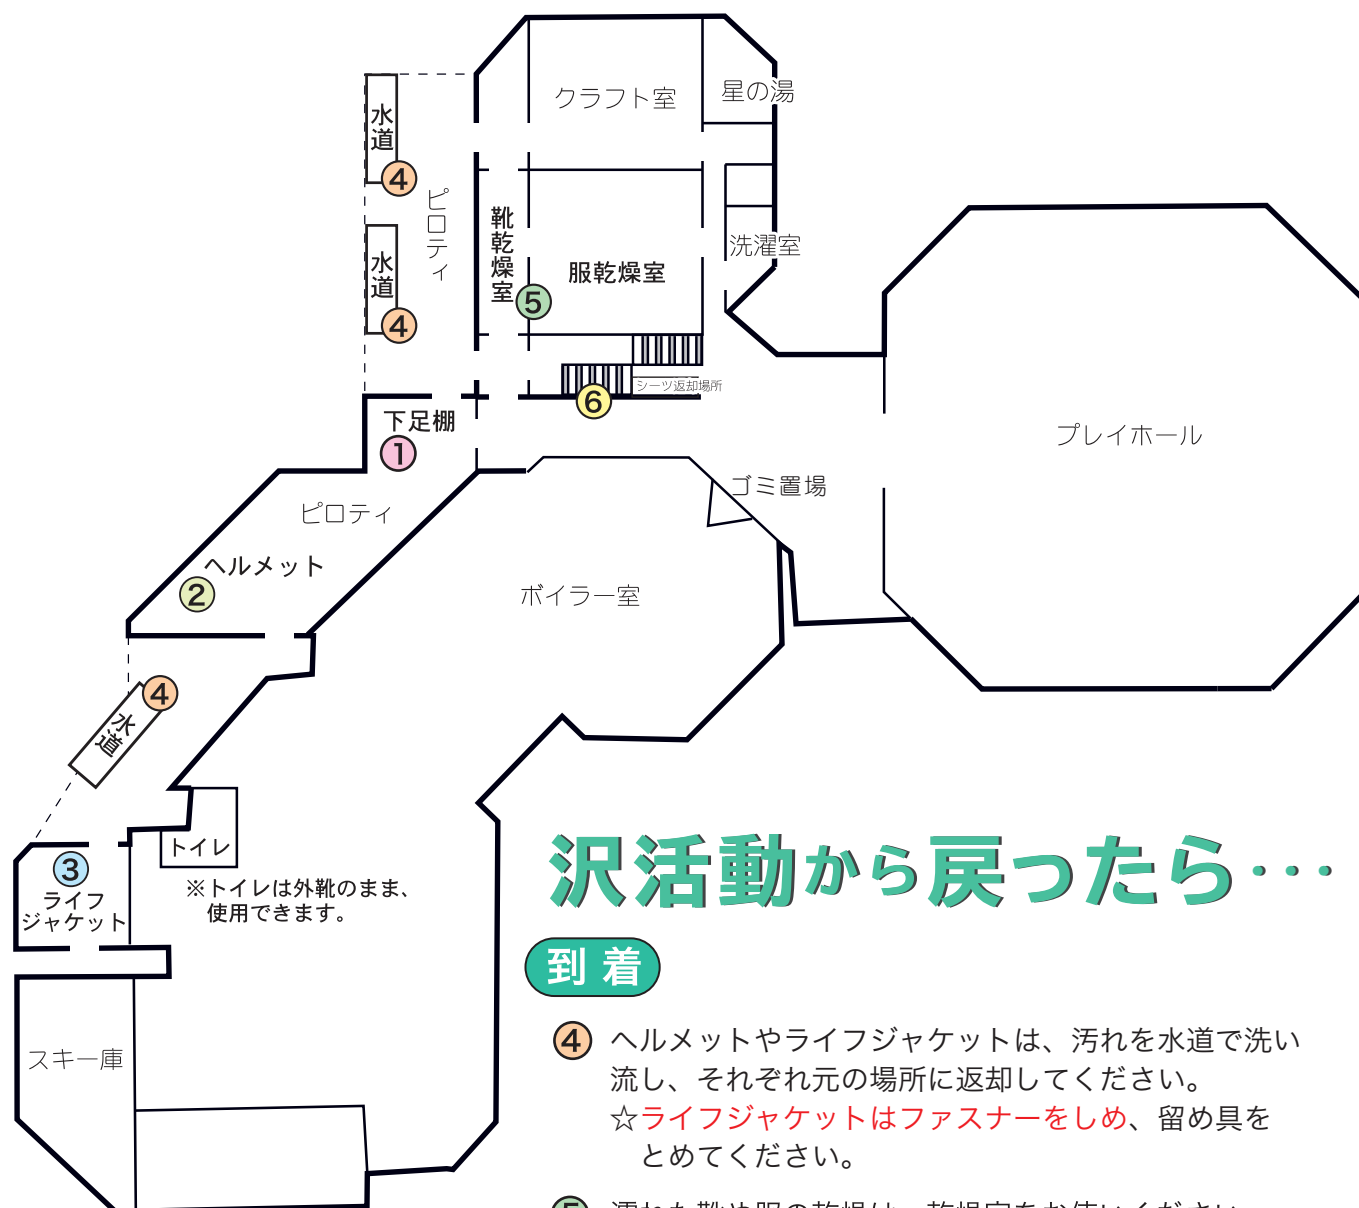 クラフト室
星の湯
水道
④
ピロティ
靴乾燥室
水道
④
服乾燥室
⑤
洗濯室
シーツ返却場所
⑥
下足棚
①
プレイホール
ゴミ置場
ピロティ
ヘルメット
②
ボイラー室
④
水道
トイレ
③
ライフ
ジャケット
※トイレは外靴のまま、
使用できます。
スキー庫
沢活動から戻ったら・・・
到着
④ ヘルメットやライフジャケットは、汚れを水道で洗い
流し、それぞれ元の場所に返却してください。
☆ライフジャケットはファスナーをしめ、留め具を
とめてください。